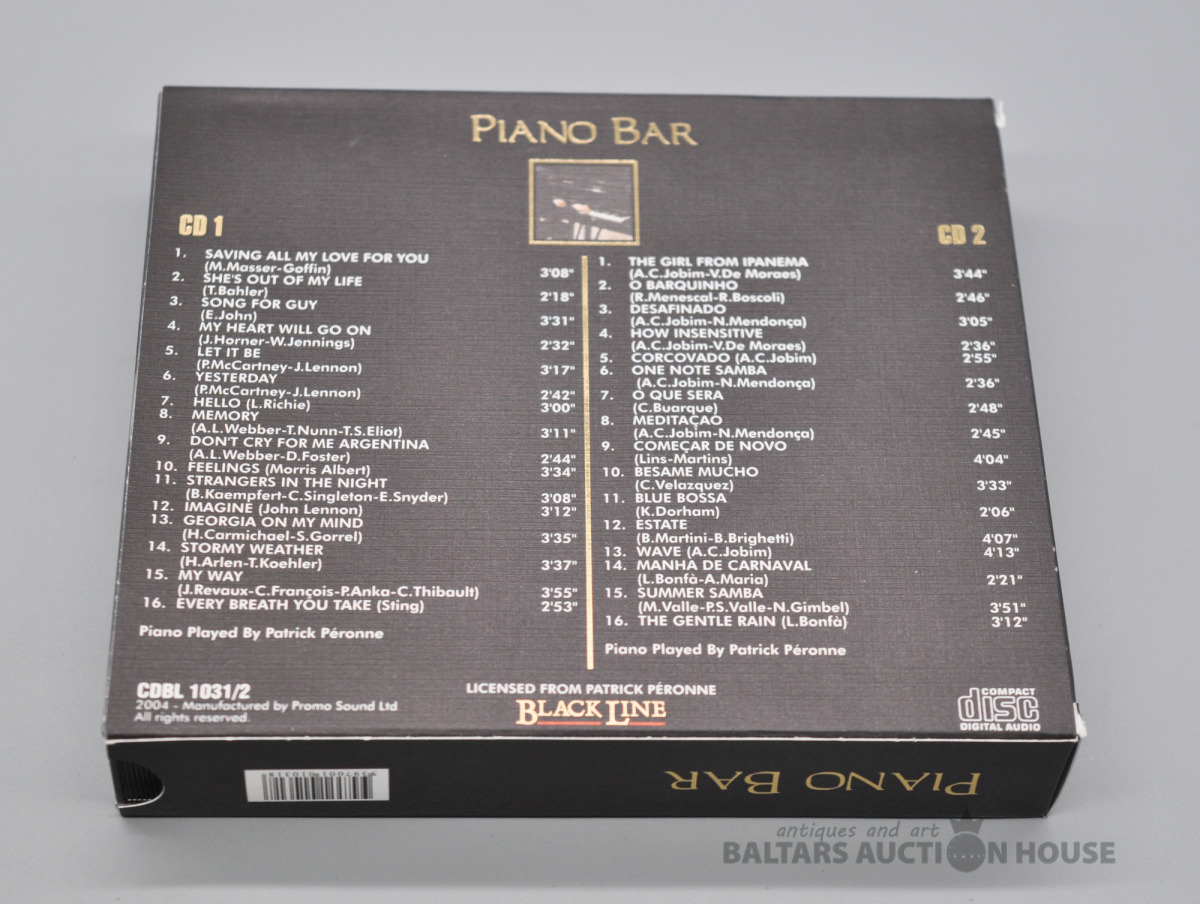 PIANO BAR
CD 1
1. SAVING ALL MY LOVE FOR YOU
(M.Masser-Goffin) 3'08"
2. SHE'S OUT OF MY LIFE
(T.Bahler) 2'18"
3. SONG FOR GUY
(E.John) 3'31"
4. MY HEART WILL GO ON
(J.Horner-W.Jennings) 2'32"
5. LET IT BE
(P.McCartney-J.Lennon) 3'17"
6. YESTERDAY
(P.McCartney-J.Lennon) 2'42"
7. HELLO (L.Richie) 3'00"
8. MEMORY
(A.L.Webber-T.Nunn-T.S.Eliot) 3'11"
9. DON'T CRY FOR ME ARGENTINA
(A.L.Webber-D.Foster) 2'44"
10. FEELINGS (Morris Albert) 3'34"
11. STRANGERS IN THE NIGHT
(B.Kaempfert-C.Singleton-E.Snyder) 3'08"
12. IMAGINE (John Lennon) 3'12"
13. GEORGIA ON MY MIND
(H.Carmichael-S.Gorrel) 3'35"
14. STORMY WEATHER
(H.Arlen-T.Koehler) 3'37"
15. MY WAY
(J.Revaux-C.François-P.Anka-C.Thibault) 3'55"
16. EVERY BREATH YOU TAKE (Sting) 2'53"
Piano Played By Patrick Péronne
CD 2
1. THE GIRL FROM IPANEMA
(A.C.Jobim-V.De Moraes) 3'44"
2. O BARQUINHO
(R.Menescal-R.Boscoli) 2'46"
3. DESAFINADO
(A.C.Jobim-N.Mendonça) 3'05"
4. HOW INSENSITIVE
(A.C.Jobim-V.De Moraes) 2'36"
5. CORCOVADO (A.C.Jobim) 2'55"
6. ONE NOTE SAMBA
(A.C.Jobim-N.Mendonça) 2'36"
7. O QUE SERA
(C.Buarque) 2'48"
8. MEDITAÇAO
(A.C.Jobim-N.Mendonça) 2'45"
9. COMEÇAR DE NOVO
(Lins-Martins) 4'04"
10. BESAME MUCHO
(C.Velazquez) 3'33"
11. BLUE BOSSA
(K.Dorham) 2'06"
12. ESTATE
(B.Martini-B.Brighetti) 4'07"
13. WAVE (A.C.Jobim) 4'13"
14. MANHA DE CARNAVAL
(L.Bonfà-A.Maria) 2'21"
15. SUMMER SAMBA
(M.Valle-P.S.Valle-N.Gimbel) 3'51"
16. THE GENTLE RAIN (L.Bonfà) 3'12"
Piano Played By Patrick Péronne
CDBL 1031/2
2004 - Manufactured by Promo Sound Ltd
All rights reserved.
LICENSED FROM PATRICK PÉRONNE
BLACK LINE
COMPACT
disc
DIGITAL AUDIO
PIANO BAR
antiques and art
BALTARS AUCTION HOUSE